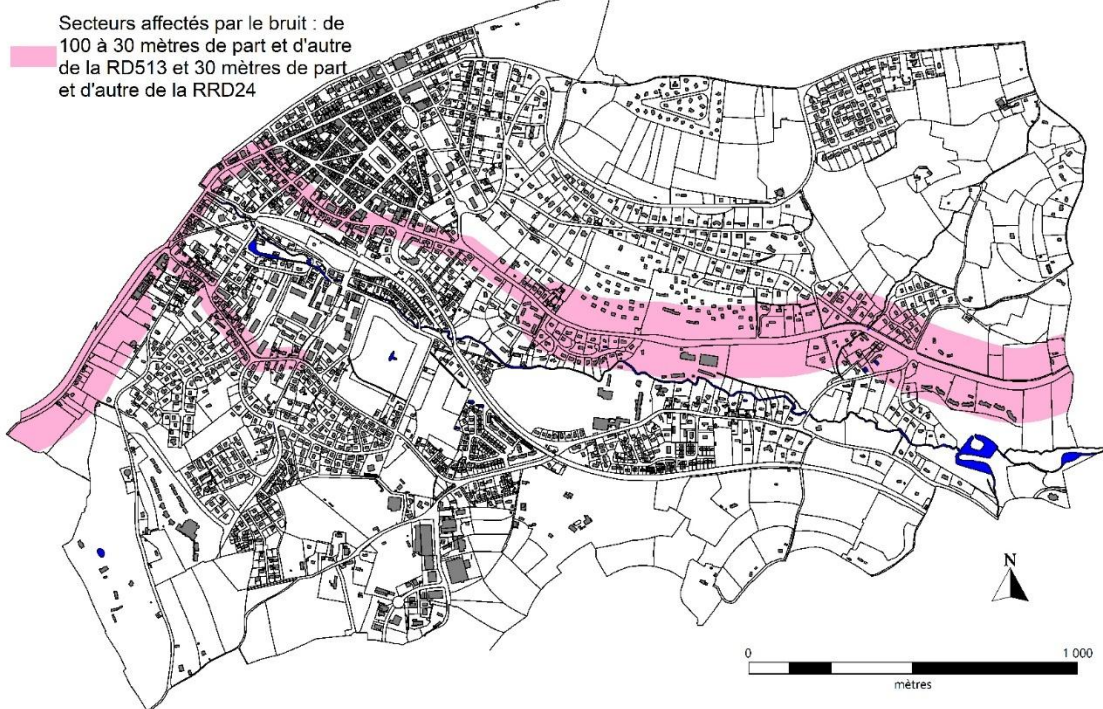 Secteurs affectés par le bruit : de
100 à 30 mètres de part et d'autre
de la RD513 et 30 mètres de part
et d'autre de la RRD24
N
0 1 000
mètres